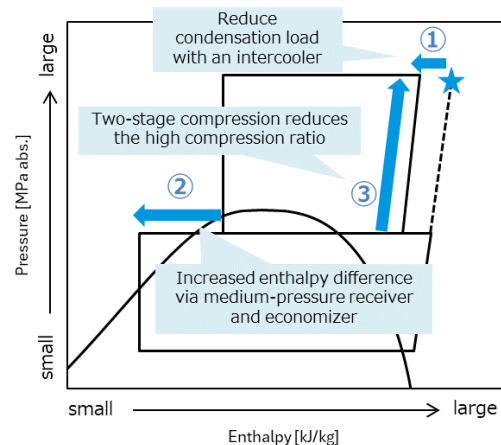 Reduce
condensation load
with an intercooler
①
Two-stage compression reduces
the high compression ratio
②
③
Increased enthalpy difference
via medium-pressure receiver
and economizer
Pressure [MPa abs.]
large
small
small
large
Enthalpy [kJ/kg]